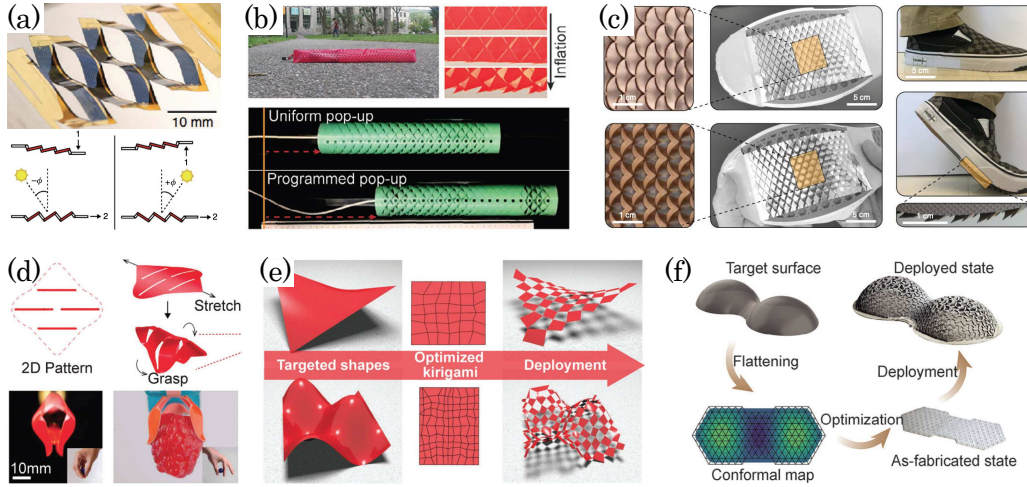 (a)
10 mm
1
-ϕ
+ϕ
2
2
(b)
Inflation
Uniform pop-up
Programmed pop-up
(c)
1 cm
5 cm
5 cm
1 cm
5 cm
1 cm
(d)
2D Pattern
Stretch
Grasp
10mm
(e)
Targeted shapes
Optimized
kirigami
Deployment
(f)
Target surface
Deployed state
Flattening
Deployment
Optimization
Conformal map
As-fabricated state